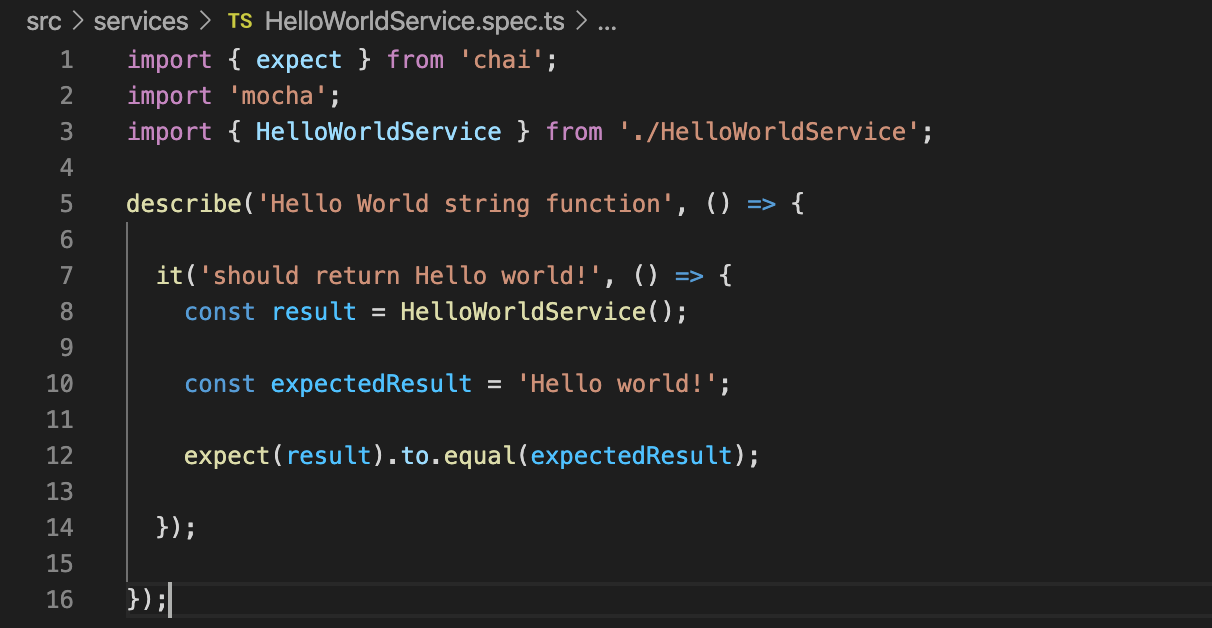 src > services > TS HelloWorldService.spec.ts > ...
1 import { expect } from 'chai';
2 import 'mocha';
3 import { HelloWorldService } from './HelloWorldService';
4
5 describe('Hello World string function', () => {
6
7   it('should return Hello world!', () => {
8     const result = HelloWorldService();
9
10     const expectedResult = 'Hello world!';
11
12     expect(result).to.equal(expectedResult);
13
14   });
15
16 });